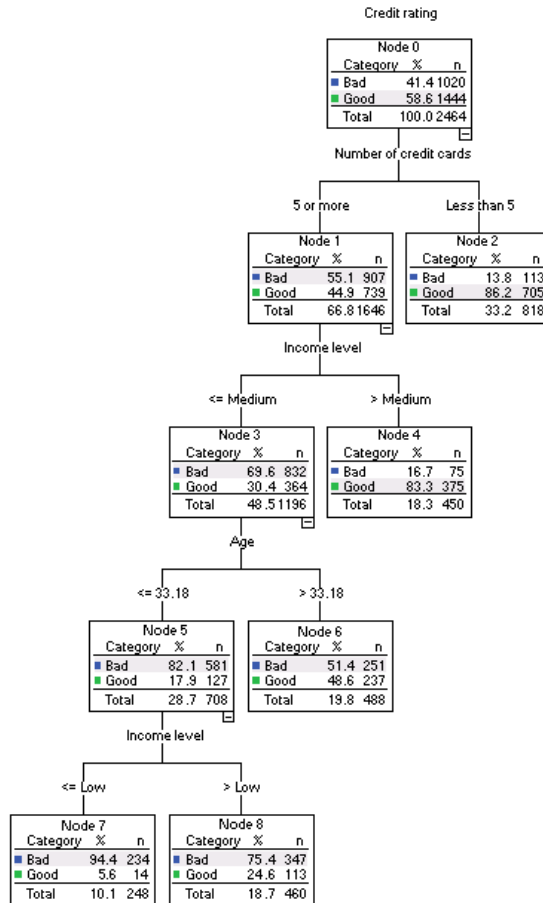 Credit rating
Node 0
Category % n
Bad 41.4 1020
Good 58.6 1444
Total 100.0 2464
Number of credit cards
5 or more
Less than 5
Node 1
Category % n
Bad 55.1 907
Good 44.9 739
Total 66.8 1646
Node 2
Category % n
Bad 13.8 113
Good 86.2 705
Total 33.2 818
Income level
<= Medium
> Medium
Node 3
Category % n
Bad 69.6 832
Good 30.4 364
Total 48.5 1196
Node 4
Category % n
Bad 16.7 75
Good 83.3 375
Total 18.3 450
Age
<= 33.18
> 33.18
Node 5
Category % n
Bad 82.1 581
Good 17.9 127
Total 28.7 708
Node 6
Category % n
Bad 51.4 251
Good 48.6 237
Total 19.8 488
Income level
<= Low
> Low
Node 7
Category % n
Bad 94.4 234
Good 5.6 14
Total 10.1 248
Node 8
Category % n
Bad 75.4 347
Good 24.6 113
Total 18.7 460